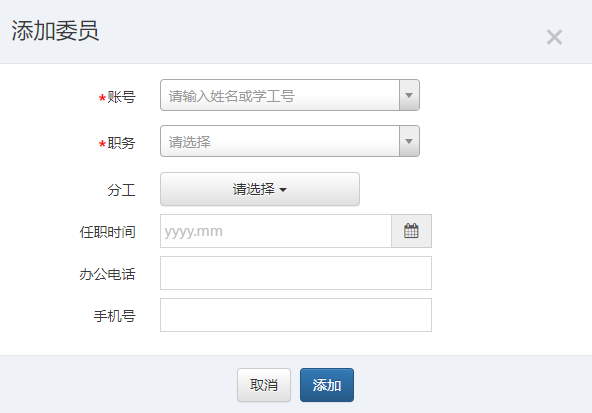 添加委员
×
*账号 请输入姓名或学工号
*职务 请选择
分工 请选择
任职时间 yyyy.mm
办公电话
手机号
取消 添加